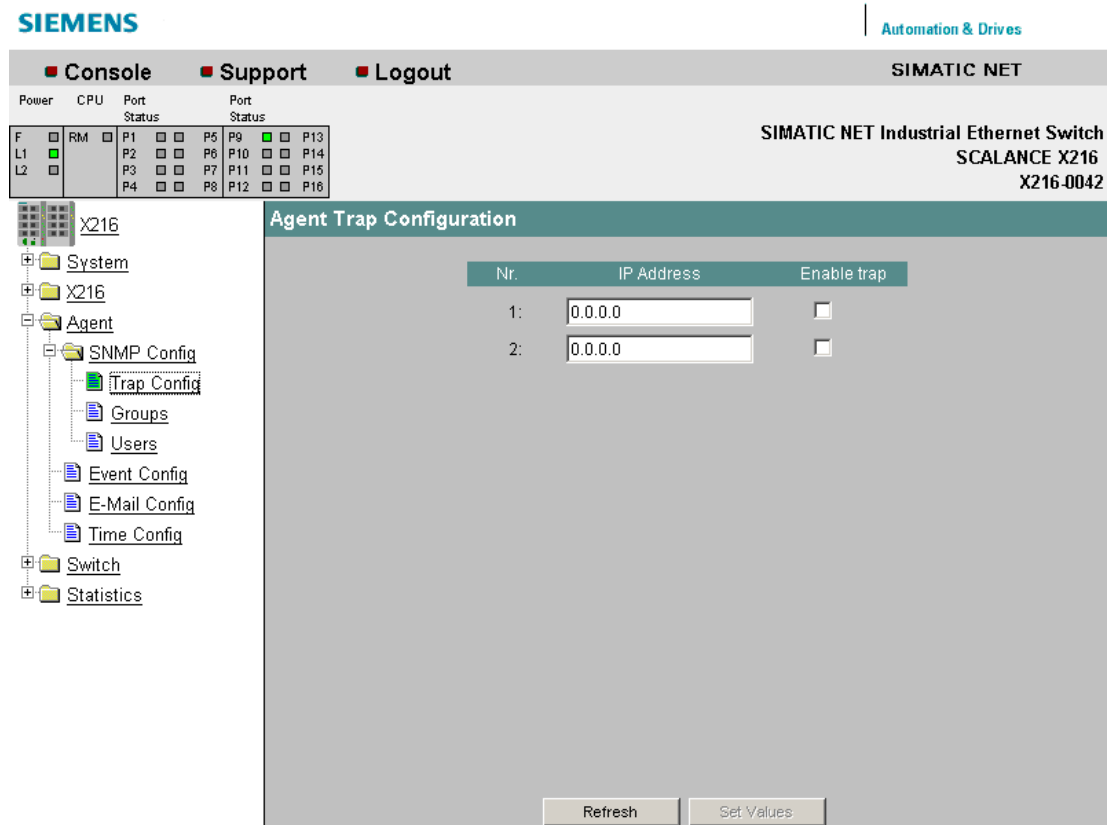 SIEMENS
Automation & Drives
Console Support Logout SIMATIC NET
Power CPU Port Status Port Status
F RM P1 P5 P9 P13
L1 P2 P6 P10 P14
L2 P3 P7 P11 P15
P4 P8 P12 P16
SIMATIC NET Industrial Ethernet Switch
SCALANCE X216
X216-0042
X216
System
X216
Agent
SNMP Config
Trap Config
Groups
Users
Event Config
E-Mail Config
Time Config
Switch
Statistics
Agent Trap Configuration
Nr. IP Address Enable trap
1: 0.0.0.0
2: 0.0.0.0
Refresh Set Values